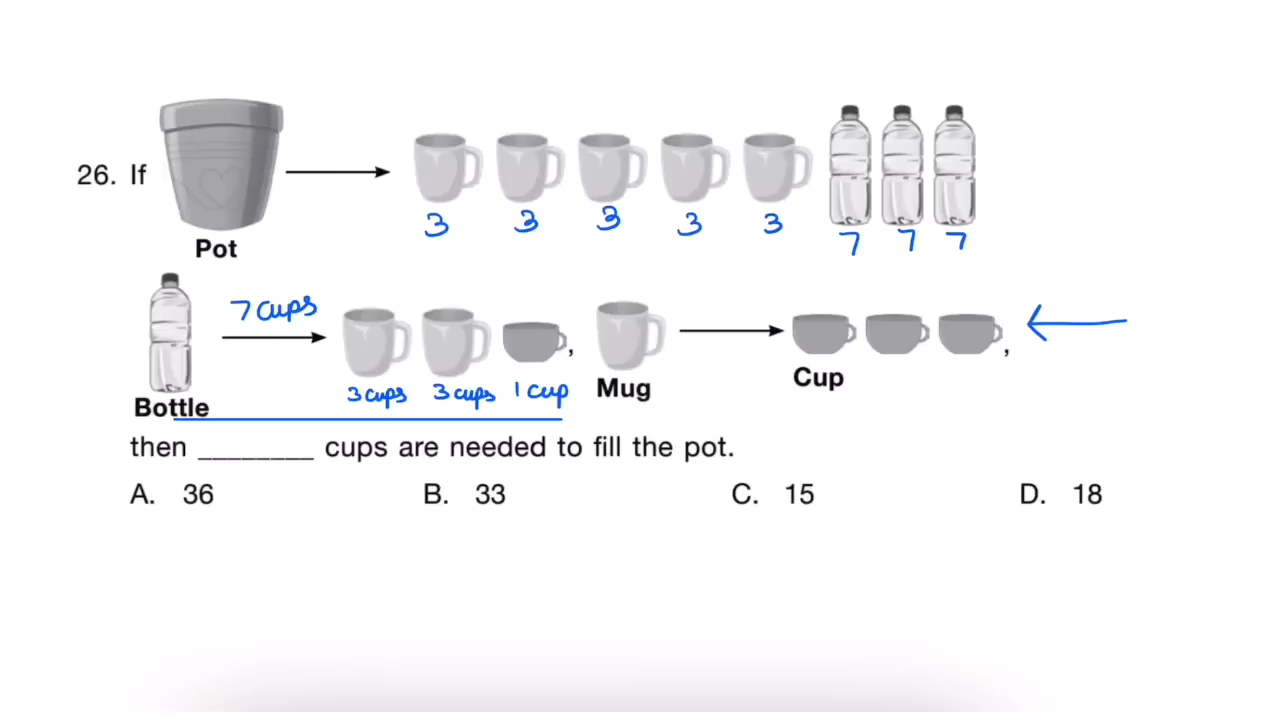 26. If
Pot
3 3 3 3 3 7 7 7
7 cups
3 cups 3 cups 1 cup , Mug
Cup ,
Bottle
then ________ cups are needed to fill the pot.
A. 36 B. 33 C. 15 D. 18